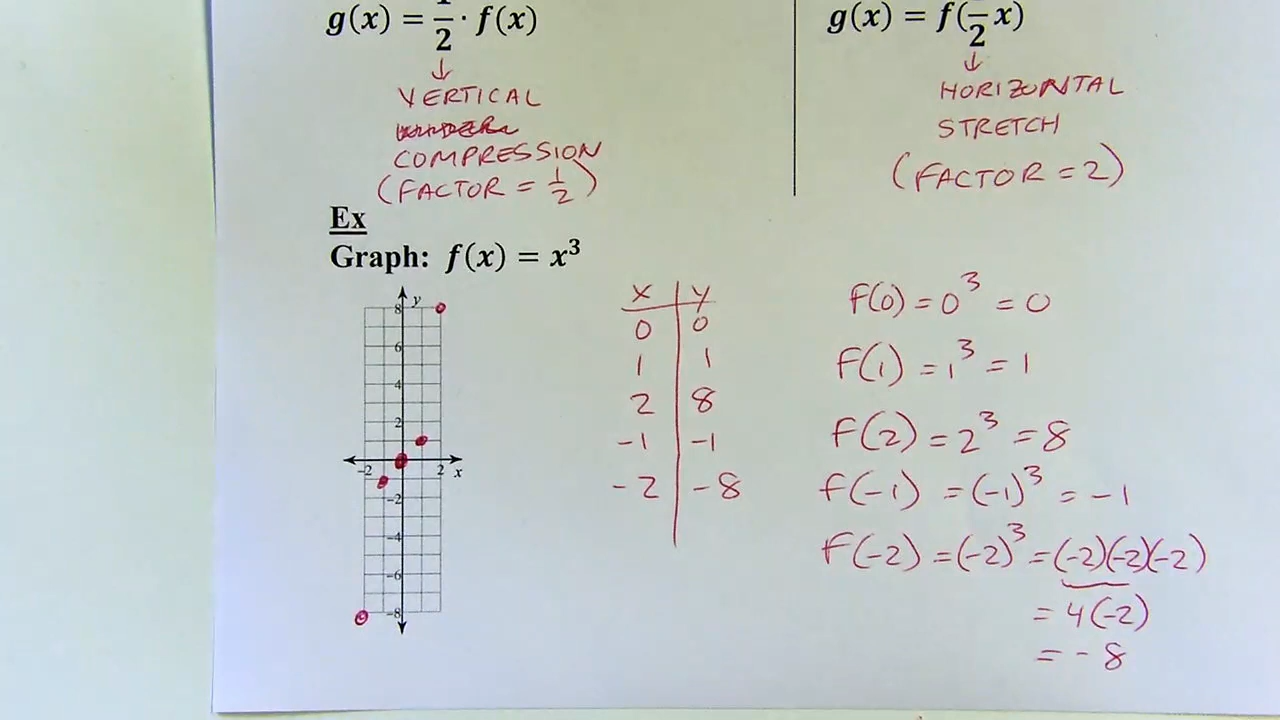 g(x) = 1/2 · f(x)
↓
VERTICAL
COMPRESSION
(FACTOR = 1/2)
g(x) = f(1/2 x)
↓
HORIZONTAL
STRETCH
(FACTOR = 2)
Ex
Graph: f(x) = x³
y
8
6
4
2
-2
2
x
-2
-4
-6
-8
x | y
0 | 0
1 | 1
2 | 8
-1 | -1
-2 | -8
f(0) = 0³ = 0
f(1) = 1³ = 1
f(2) = 2³ = 8
f(-1) = (-1)³ = -1
f(-2) = (-2)³ = (-2)(-2)(-2)
= 4(-2)
= -8